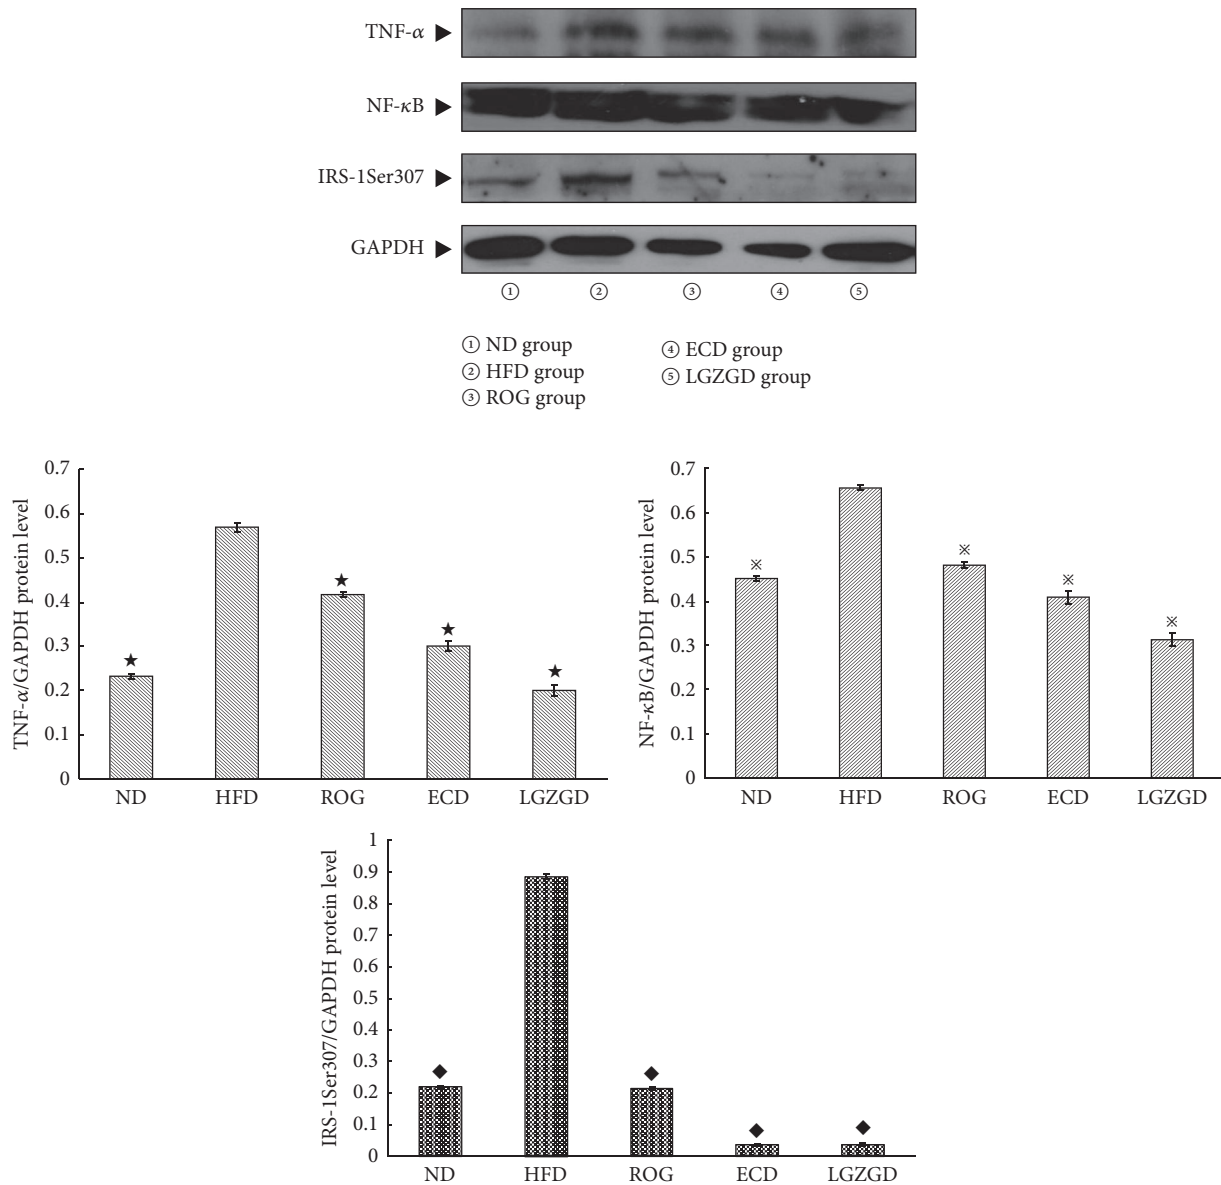 TNF-α
NF-κB
IRS-1Ser307
GAPDH
① ② ③ ④ ⑤
① ND group
② HFD group
③ ROG group
④ ECD group
⑤ LGZGD group
TNF-α/GAPDH protein level
0.7
0.6
0.5
0.4
0.3
0.2
0.1
0
★ ★ ★ ★
ND HFD ROG ECD LGZGD
NF-κB/GAPDH protein level
0.7
0.6
0.5
0.4
0.3
0.2
0.1
0
※ ※ ※ ※
ND HFD ROG ECD LGZGD
IRS-1Ser307/GAPDH protein level
1
0.9
0.8
0.7
0.6
0.5
0.4
0.3
0.2
0.1
0
◆ ◆ ◆ ◆
ND HFD ROG ECD LGZGD